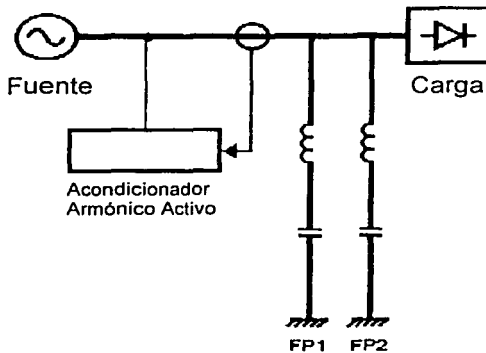 Fuente
Carga
Acondicionador
Armónico Activo
FP1 FP2